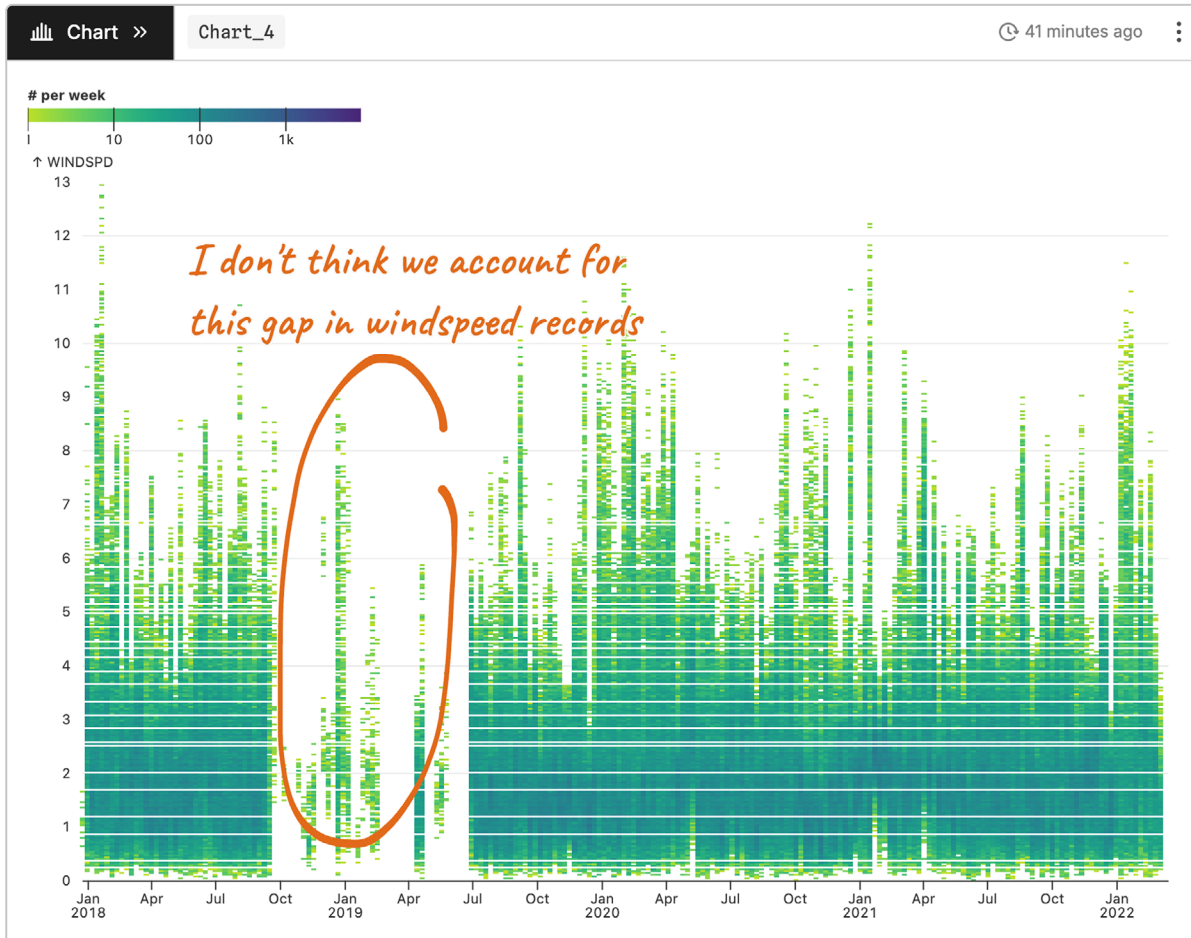 Chart »
Chart_4
41 minutes ago
# per week
1 10 100 1k
↑ WINDSPD
13
12
I don't think we account for
11
this gap in windspeed records
10
9
8
7
6
5
4
3
2
1
0
Jan Apr Jul Oct Jan Apr Jul Oct Jan Apr Jul Oct Jan Apr Jul Oct Jan
2018 2019 2020 2021 2022